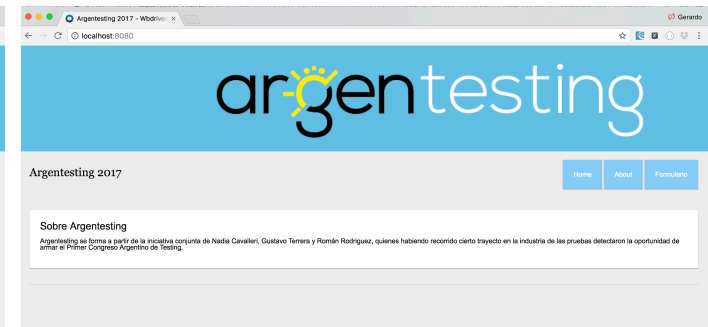 Argentesting 2017 - Wbdriver
Gerardo
localhost:8080
argentesting
Argentesting 2017
Home About Formulario
Sobre Argentesting
Argentesting se forma a partir de la iniciativa conjunta de Nadia Cavalleri, Gustavo Terrera y Román Rodriguez, quienes habiendo recorrido cierto trayecto en la industria de las pruebas detectaron la oportunidad de
armar el Primer Congreso Argentino de Testing.